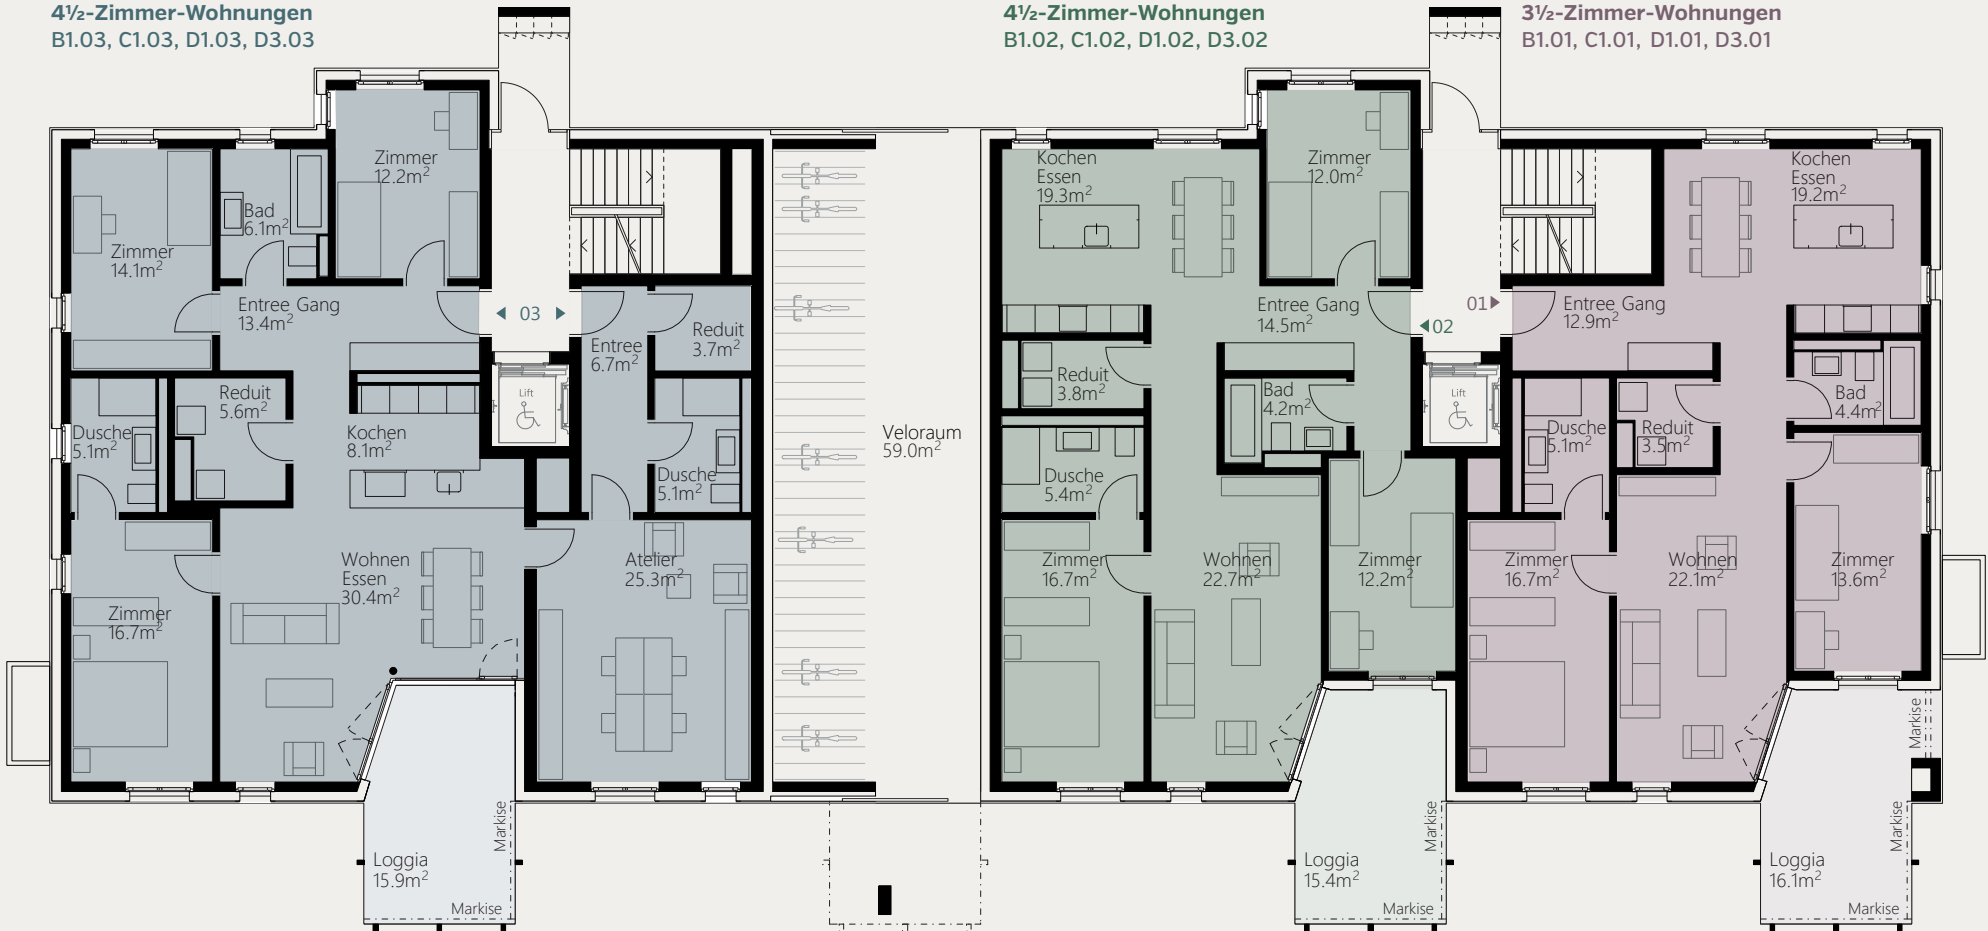 4½-Zimmer-Wohnungen
B1.03, C1.03, D1.03, D3.03
4½-Zimmer-Wohnungen
B1.02, C1.02, D1.02, D3.02
3½-Zimmer-Wohnungen
B1.01, C1.01, D1.01, D3.01
Zimmer
14.1m²
Bad
6.1m²
Zimmer
12.2m²
Entree Gang
13.4m²
03
Entree
6.7m²
Reduit
3.7m²
Lift
Dusche
5.1m²
Reduit
5.6m²
Kochen
8.1m²
Dusche
5.1m²
Zimmer
16.7m²
Wohnen
Essen
30.4m²
Atelier
25.3m²
Loggia
15.9m²
Markise
Markise
Veloraum
59.0m²
Kochen
Essen
19.3m²
Zimmer
12.0m²
Entree Gang
14.5m²
02
Reduit
3.8m²
Bad
4.2m²
Lift
Dusche
5.4m²
Zimmer
16.7m²
Wohnen
22.7m²
Zimmer
12.2m²
Loggia
15.4m²
Markise
Markise
01
Entree Gang
12.9m²
Kochen
Essen
19.2m²
Dusche
5.1m²
Reduit
3.5m²
Bad
4.4m²
Zimmer
16.7m²
Wohnen
22.1m²
Zimmer
13.6m²
Markise
Loggia
16.1m²
Markise
Markise